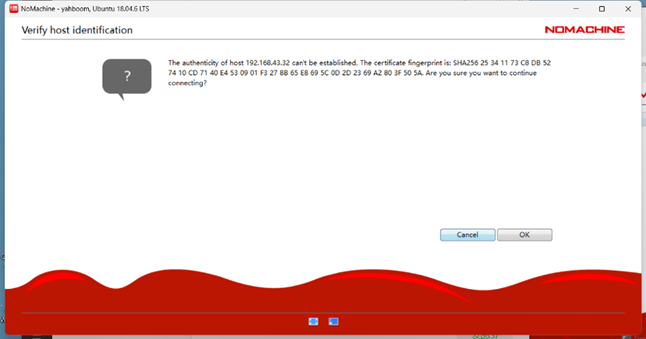 NoMachine - yahboom, Ubuntu 18.04.6 LTS
Verify host identification
NOMACHINE
?
The authenticity of host 192.168.43.32 can't be established. The certificate fingerprint is: SHA256 25 34 11 73 CB DB 52
74 10 CD 71 40 E4 53 09 01 F3 27 8B 65 E8 69 5C 0D 2D 23 69 A2 80 3F 50 5A. Are you sure you want to continue
connecting?
Cancel
OK